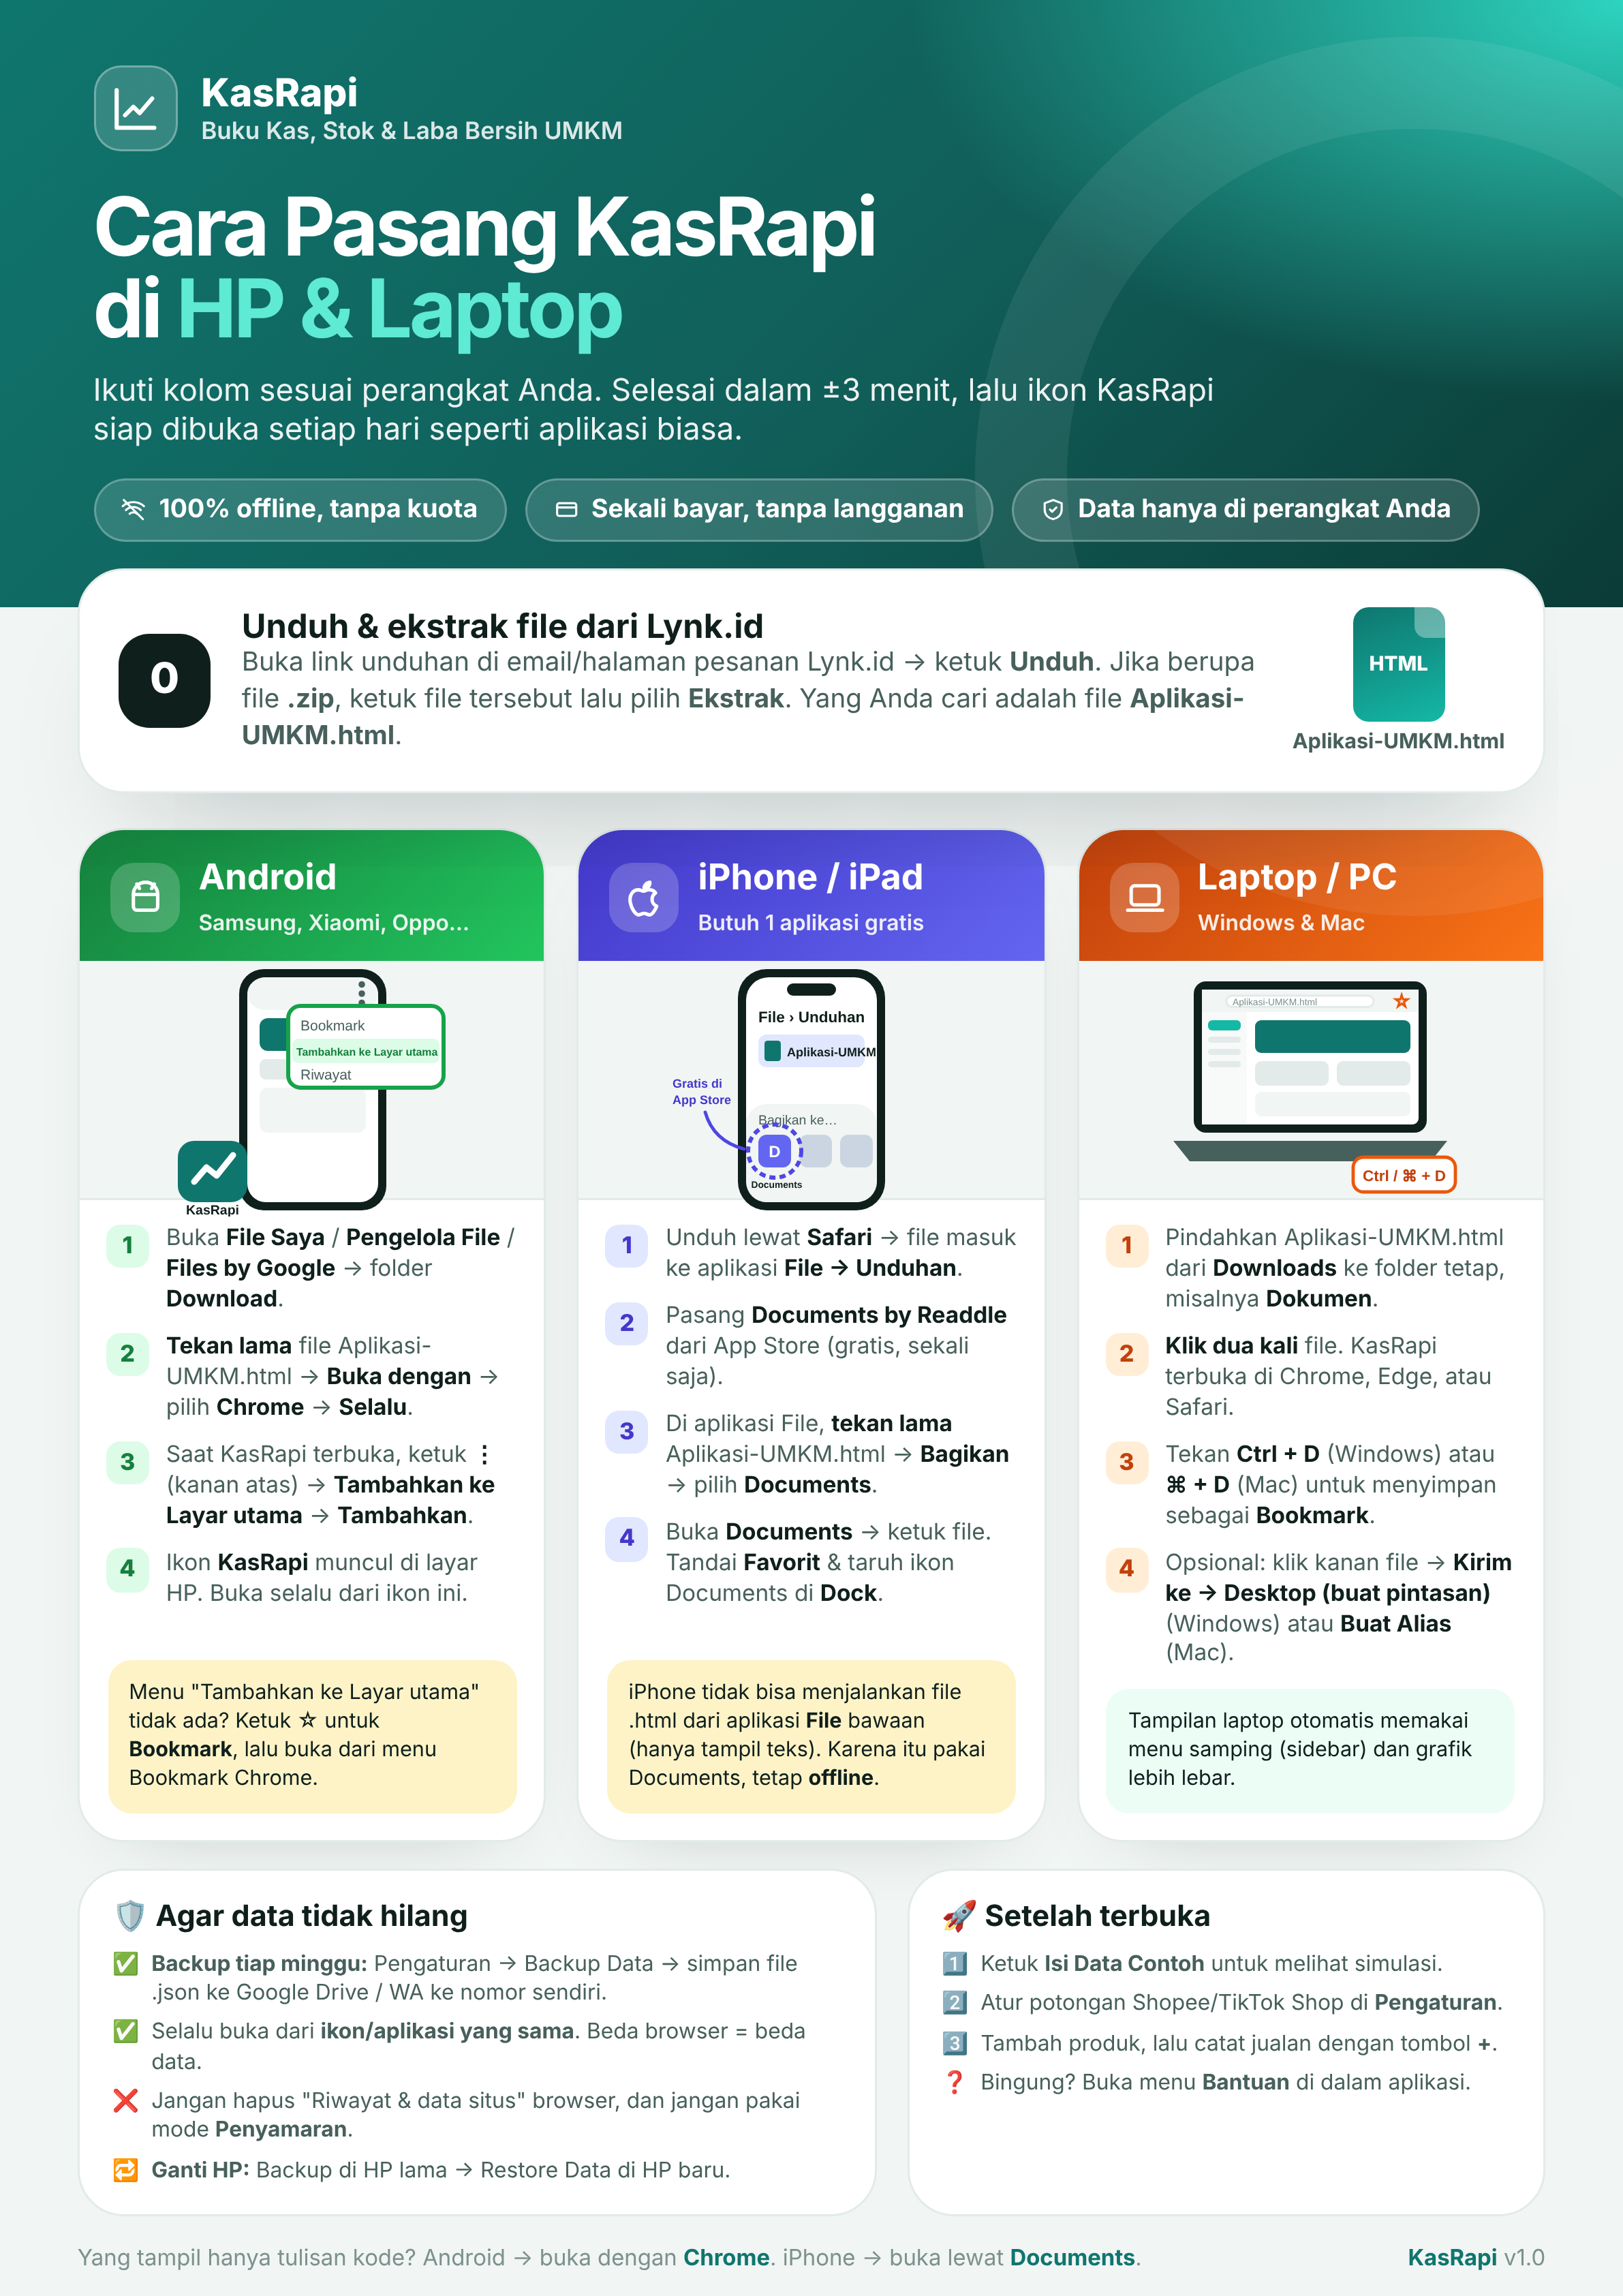 KasRapi
Buku Kas, Stok & Laba Bersih UMKM
Cara Pasang KasRapi
di HP & Laptop
Ikuti kolom sesuai perangkat Anda. Selesai dalam ±3 menit, lalu ikon KasRapi
siap dibuka setiap hari seperti aplikasi biasa.
100% offline, tanpa kuota
Sekali bayar, tanpa langganan
Data hanya di perangkat Anda
0
Unduh & ekstrak file dari Lynk.id
Buka link unduhan di email/halaman pesanan Lynk.id → ketuk Unduh. Jika berupa
file .zip, ketuk file tersebut lalu pilih Ekstrak. Yang Anda cari adalah file Aplikasi-
UMKM.html.
HTML
Aplikasi-UMKM.html
Android
Samsung, Xiaomi, Oppo...
Bookmark
Tambahkan ke Layar utama
Riwayat
KasRapi
1
Buka File Saya / Pengelola File /
Files by Google → folder
Download.
2
Tekan lama file Aplikasi-
UMKM.html → Buka dengan →
pilih Chrome → Selalu.
3
Saat KasRapi terbuka, ketuk ⋮
(kanan atas) → Tambahkan ke
Layar utama → Tambahkan.
4
Ikon KasRapi muncul di layar
HP. Buka selalu dari ikon ini.
Menu "Tambahkan ke Layar utama"
tidak ada? Ketuk ☆ untuk
Bookmark, lalu buka dari menu
Bookmark Chrome.
iPhone / iPad
Butuh 1 aplikasi gratis
File › Unduhan
Aplikasi-UMKM
Gratis di
App Store
Bagikan ke...
D
Documents
1
Unduh lewat Safari → file masuk
ke aplikasi File → Unduhan.
2
Pasang Documents by Readdle
dari App Store (gratis, sekali
saja).
3
Di aplikasi File, tekan lama
Aplikasi-UMKM.html → Bagikan
→ pilih Documents.
4
Buka Documents → ketuk file.
Tandai Favorit & taruh ikon
Documents di Dock.
iPhone tidak bisa menjalankan file
.html dari aplikasi File bawaan
(hanya tampil teks). Karena itu pakai
Documents, tetap offline.
Laptop / PC
Windows & Mac
Aplikasi-UMKM.html
Ctrl / ⌘ + D
1
Pindahkan Aplikasi-UMKM.html
dari Downloads ke folder tetap,
misalnya Dokumen.
2
Klik dua kali file. KasRapi
terbuka di Chrome, Edge, atau
Safari.
3
Tekan Ctrl + D (Windows) atau
⌘ + D (Mac) untuk menyimpan
sebagai Bookmark.
4
Opsional: klik kanan file → Kirim
ke → Desktop (buat pintasan)
(Windows) atau Buat Alias
(Mac).
Tampilan laptop otomatis memakai
menu samping (sidebar) dan grafik
lebih lebar.
🛡️ Agar data tidak hilang
✅ Backup tiap minggu: Pengaturan → Backup Data → simpan file
.json ke Google Drive / WA ke nomor sendiri.
✅ Selalu buka dari ikon/aplikasi yang sama. Beda browser = beda
data.
❌ Jangan hapus "Riwayat & data situs" browser, dan jangan pakai
mode Penyamaran.
🔁 Ganti HP: Backup di HP lama → Restore Data di HP baru.
🚀 Setelah terbuka
1️⃣ Ketuk Isi Data Contoh untuk melihat simulasi.
2️⃣ Atur potongan Shopee/TikTok Shop di Pengaturan.
3️⃣ Tambah produk, lalu catat jualan dengan tombol +.
❓ Bingung? Buka menu Bantuan di dalam aplikasi.
Yang tampil hanya tulisan kode? Android → buka dengan Chrome. iPhone → buka lewat Documents.
KasRapi v1.0